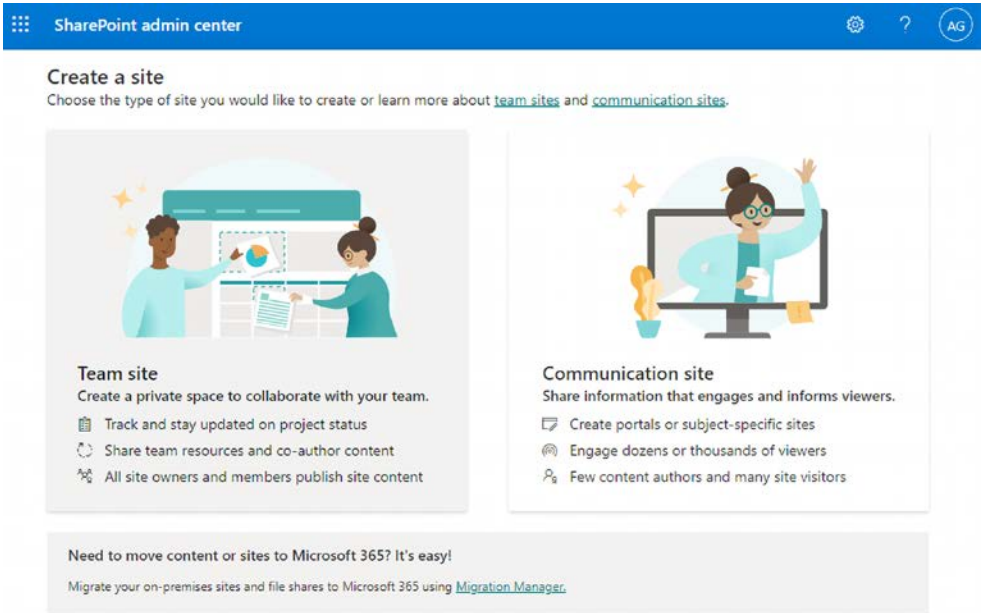 SharePoint admin center
? AG
Create a site
Choose the type of site you would like to create or learn more about team sites and communication sites.
Team site
Create a private space to collaborate with your team.
Track and stay updated on project status
Share team resources and co-author content
All site owners and members publish site content
Communication site
Share information that engages and informs viewers.
Create portals or subject-specific sites
Engage dozens or thousands of viewers
Few content authors and many site visitors
Need to move content or sites to Microsoft 365? It's easy!
Migrate your on-premises sites and file shares to Microsoft 365 using Migration Manager.